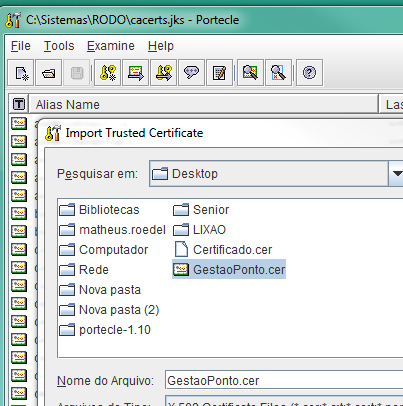 C:\Sistemas\RODO\cacerts.jks - Portecle
File Tools Examine Help
T Alias Name Las
Import Trusted Certificate
Pesquisar em: Desktop
Bibliotecas Senior
matheus.roedel LIXAO
Computador Certificado.cer
Rede GestaoPonto.cer
Nova pasta
Nova pasta (2)
portecle-1.10
Nome do Arquivo: GestaoPonto.cer